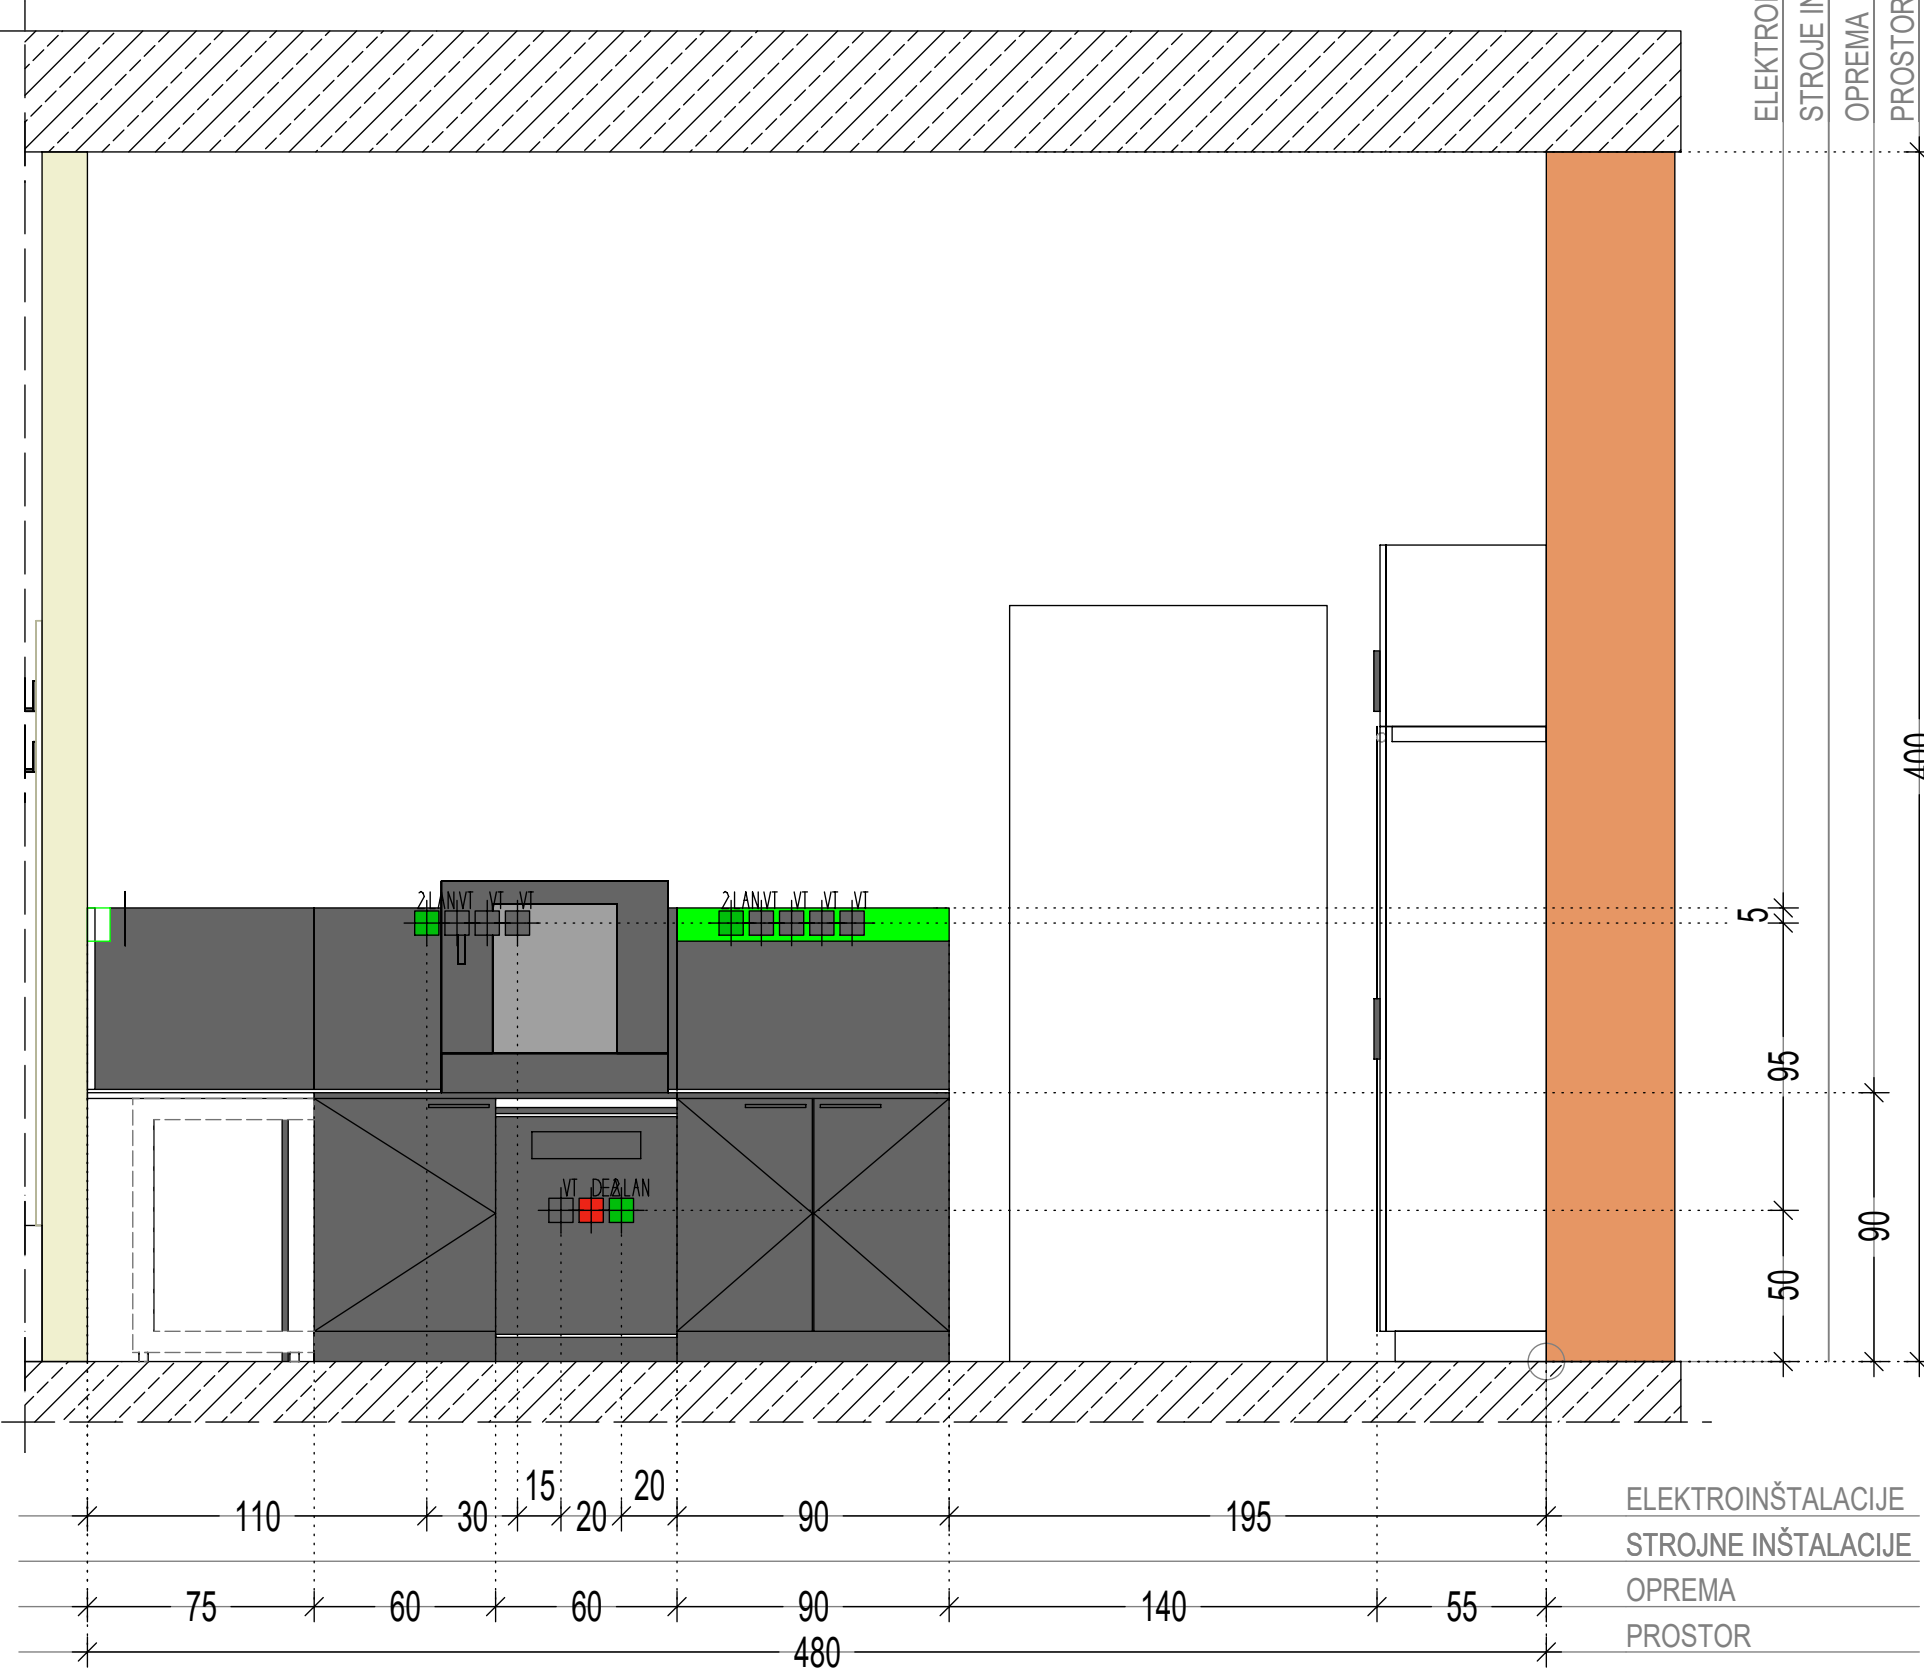 ELEKTRO
STROJE
OPREMA
PROSTOR
400
2LAN VT VT VT
2LAN VT VT VT VT
5
95
VT
90
50
15 20
110 30 20 90 195
ELEKTROINŠTALACIJE
STROJNE INŠTALACIJE
75 60 60 90 140 55
OPREMA
480
PROSTOR